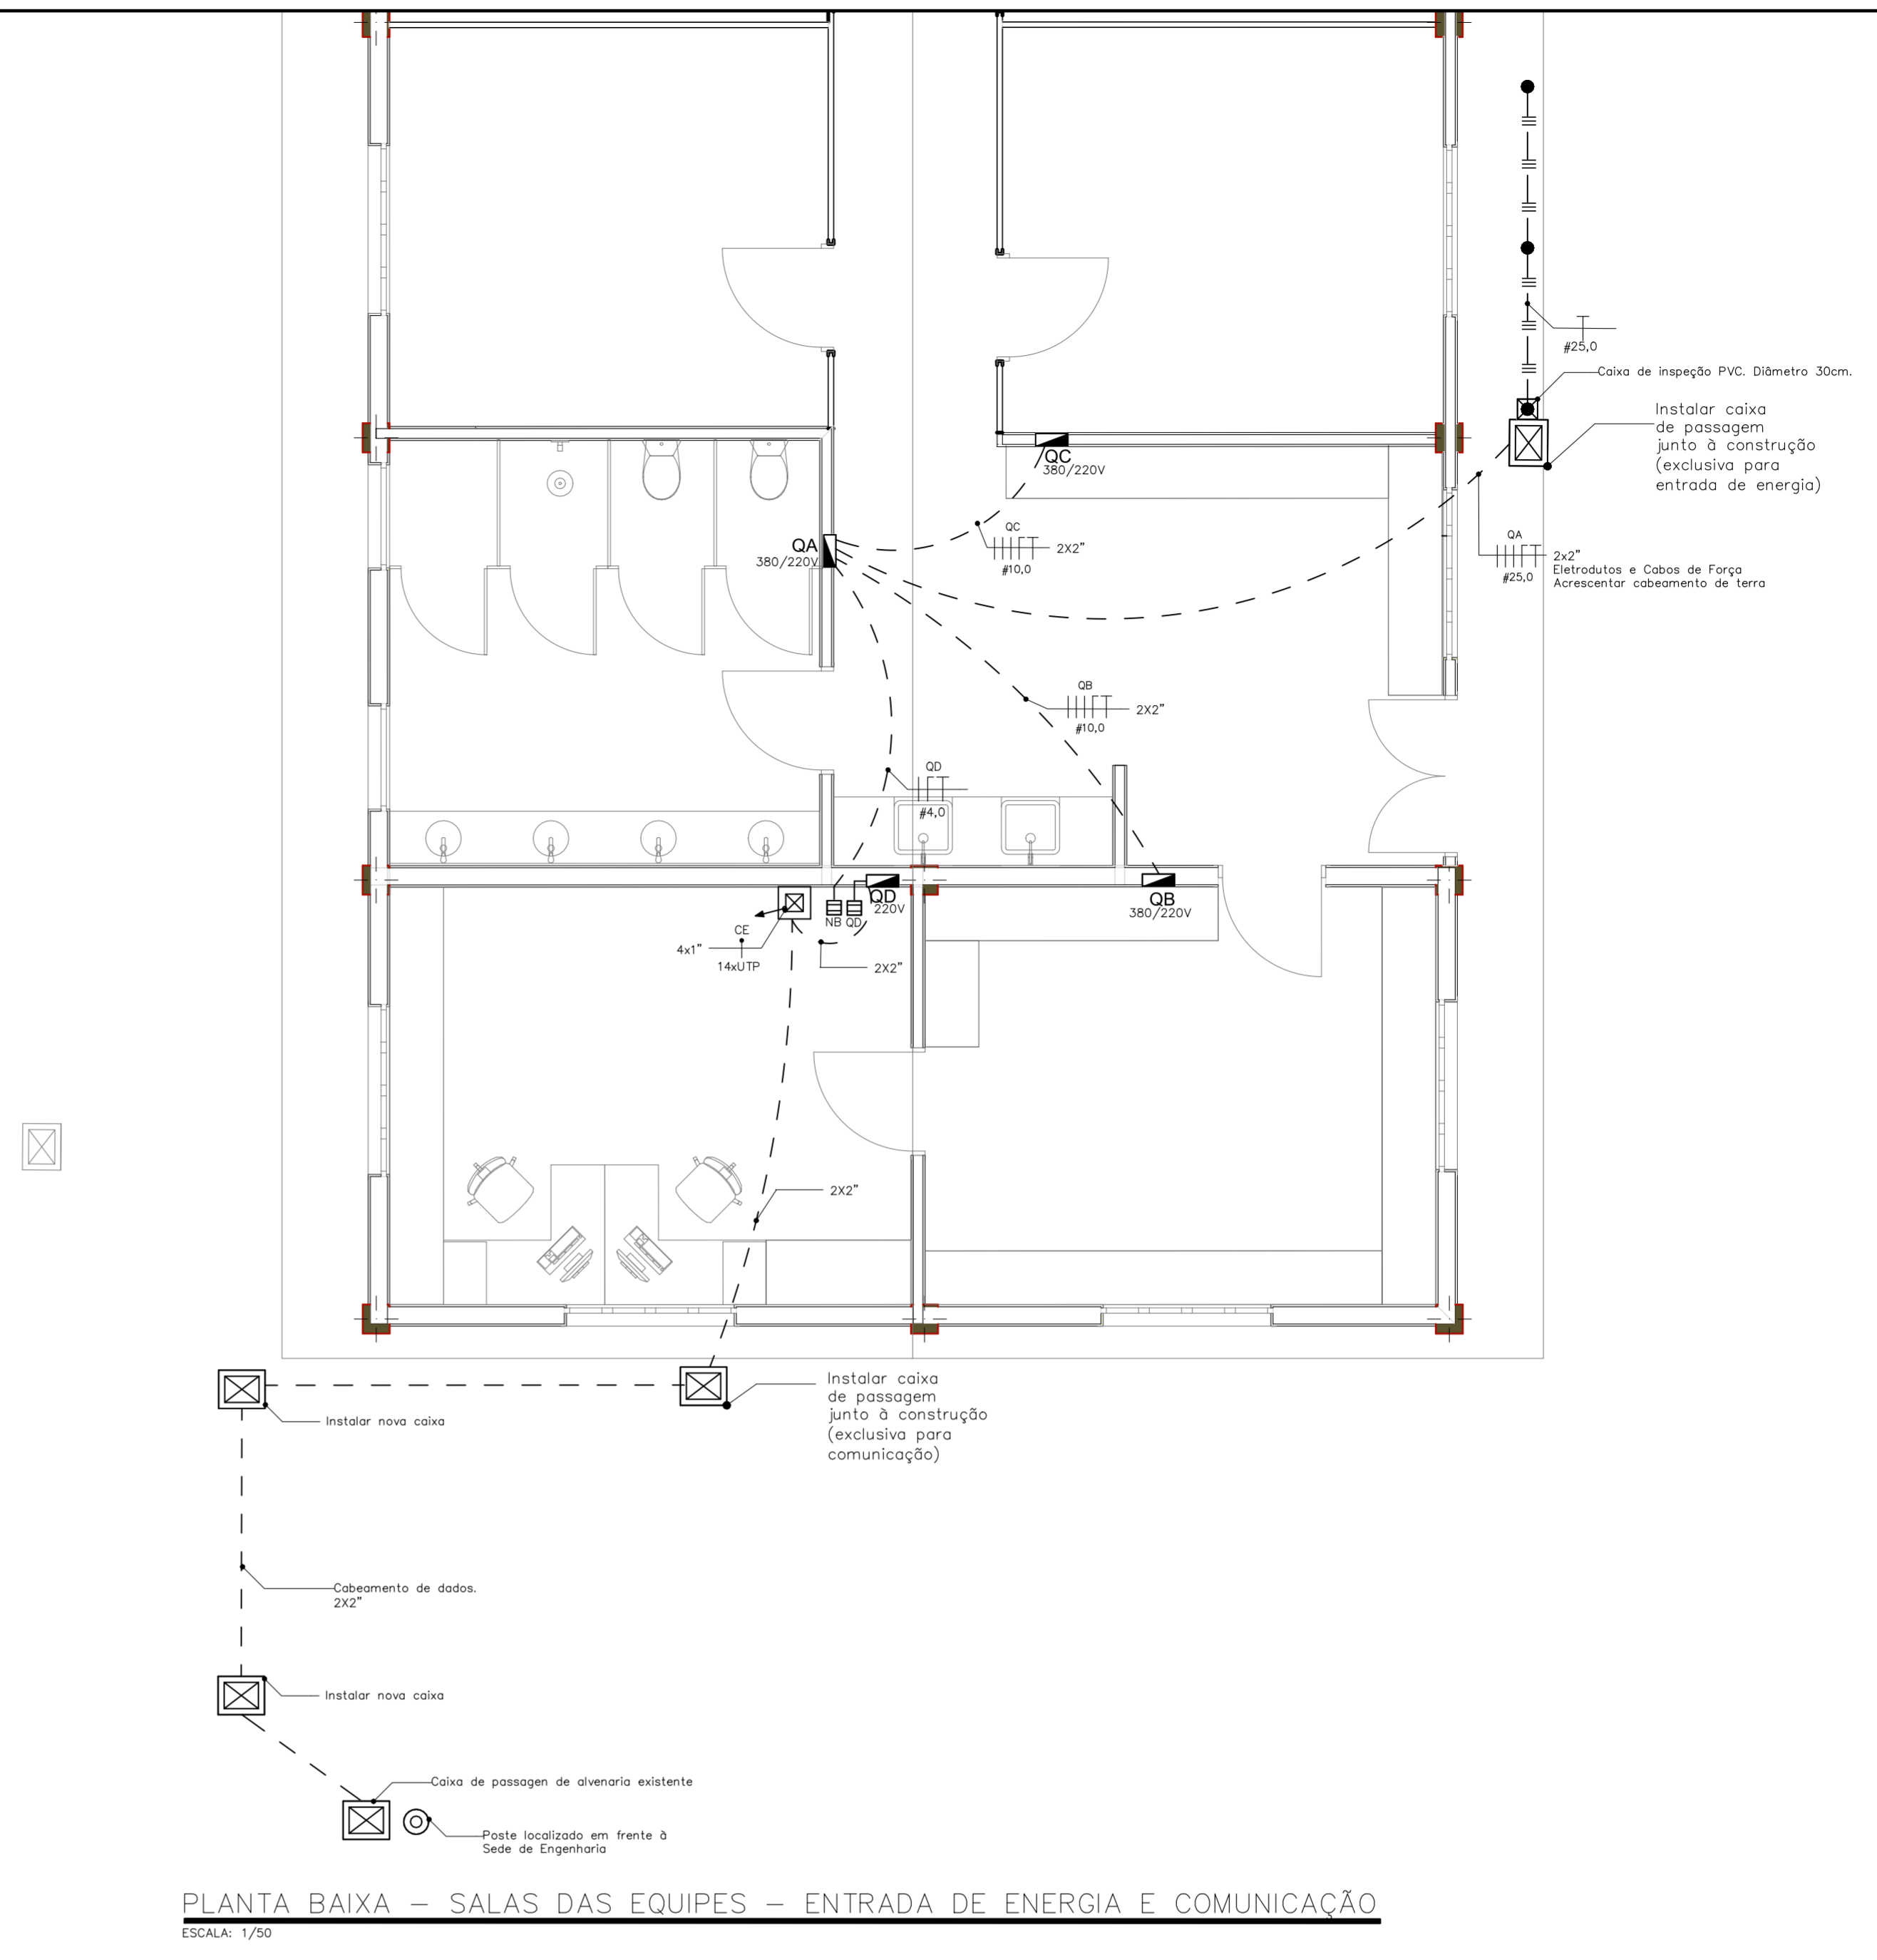 #25,0
Caixa de inspeção PVC. Diâmetro 30cm.
Instalar caixa
de passagem
junto à construção
(exclusiva para
entrada de energia)
QC
380/220V
QA
380/220V
QC
2X2”
#10,0
QA
2x2”
#25,0
Eletrodutos e Cabos de Força
Acrescentar cabeamento de terra
QB
2X2”
#10,0
QD
#4,0
QD
220V
QB
380/220V
NB
QD
CE
4x1”
14xUTP
2X2”
2X2”
Instalar caixa
de passagem
junto à construção
(exclusiva para
comunicação)
Instalar nova caixa
Cabeamento de dados.
2X2”
Instalar nova caixa
Caixa de passagen de alvenaria existente
Poste localizado em frente à
Sede de Engenharia
PLANTA BAIXA – SALAS DAS EQUIPES – ENTRADA DE ENERGIA E COMUNICAÇÃO
ESCALA: 1/50